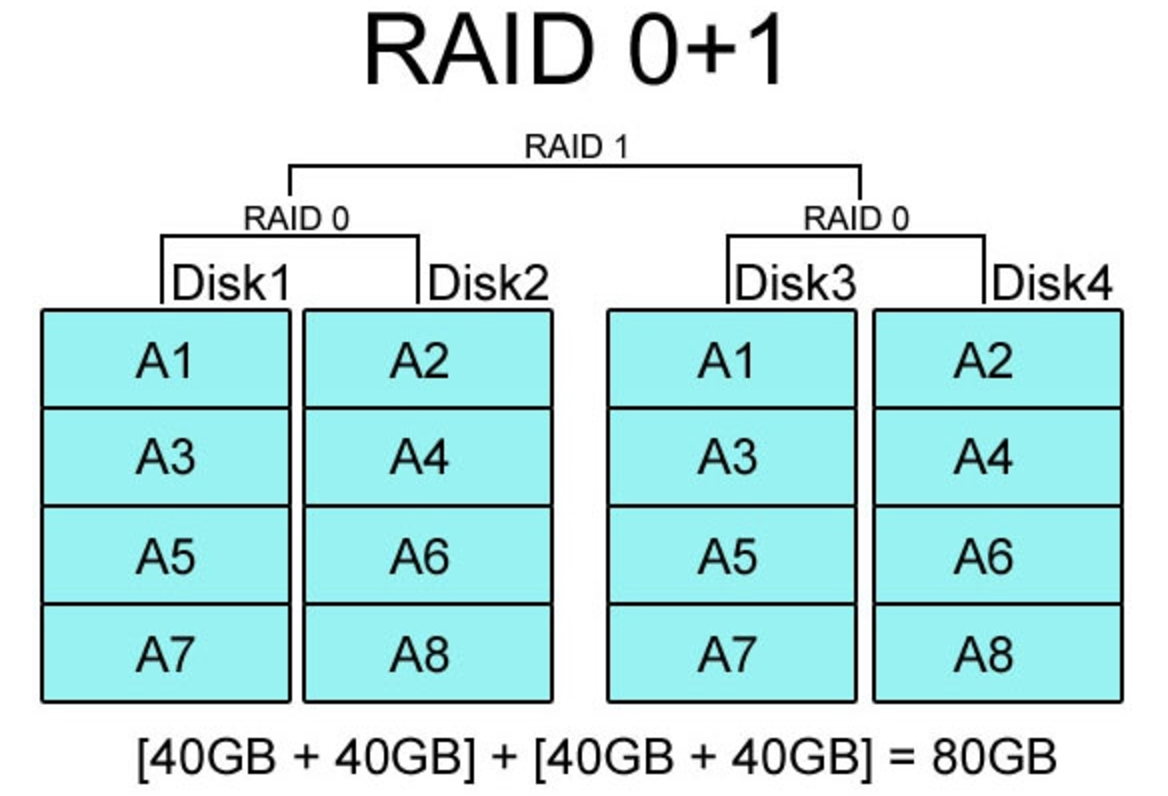 RAID 0+1
RAID 1
RAID 0 RAID 0
Disk1 Disk2 Disk3 Disk4
A1 A2 A1 A2
A3 A4 A3 A4
A5 A6 A5 A6
A7 A8 A7 A8
[40GB + 40GB] + [40GB + 40GB] = 80GB